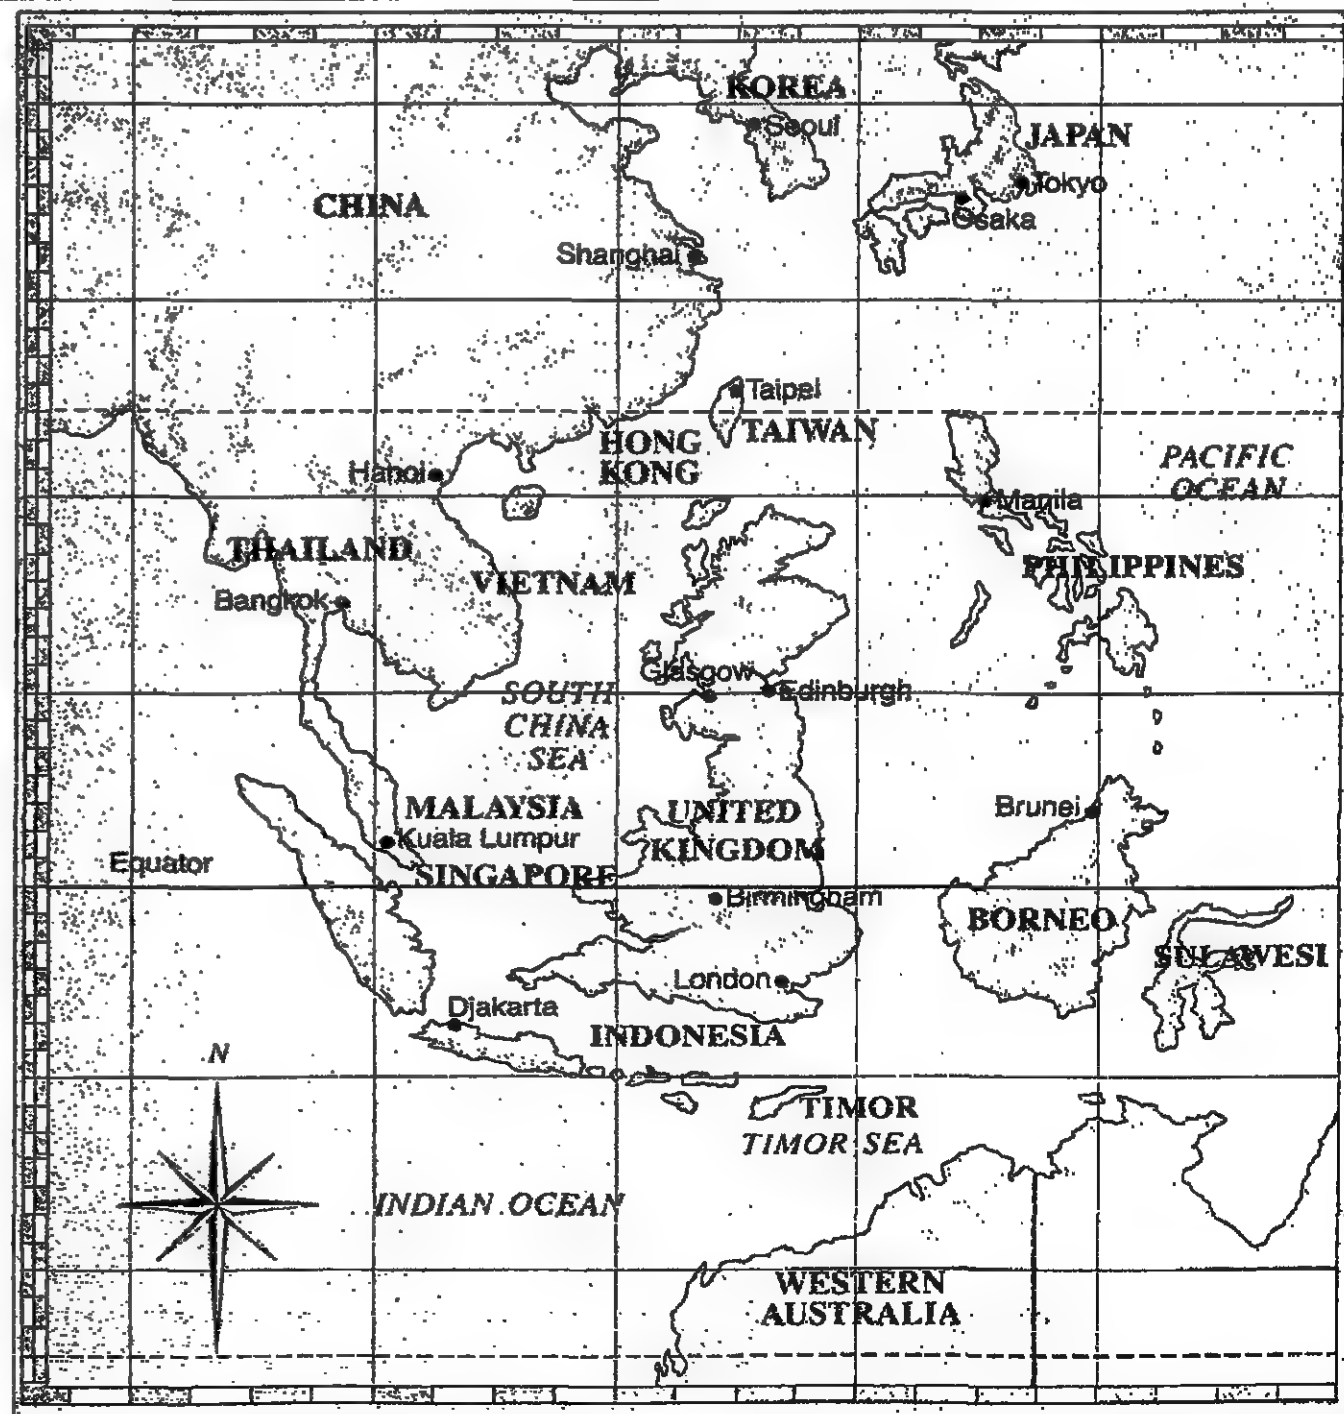 KOREA
Seoul
JAPAN
Tokyo
Osaka
CHINA
Shanghai
Taipei
TAIWAN
HONG
KONG
Hanoi
PACIFIC
OCEAN
Manila
THAILAND
PHILIPPINES
VIETNAM
Bangkok
Glasgow
Edinburgh
SOUTH
CHINA
SEA
MALAYSIA
UNITED
KINGDOM
Brunei
Kuala Lumpur
Equator
SINGAPORE
Birmingham
BORNEO
SULAWESI
London
Djakarta
INDONESIA
N
TIMOR
TIMOR SEA
INDIAN OCEAN
WESTERN
AUSTRALIA